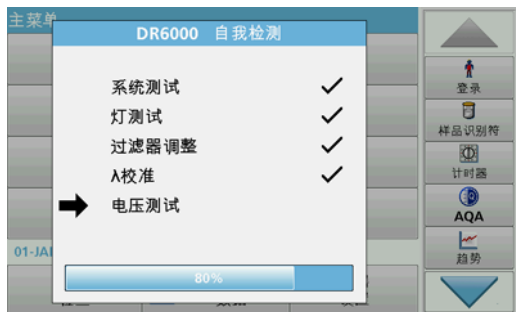 主菜单
DR6000 自我检测
系统测试
灯测试
过滤器调整
λ校准
电压测试
80%
01-JA
登录
样品识别符
计时器
AQA
趋势